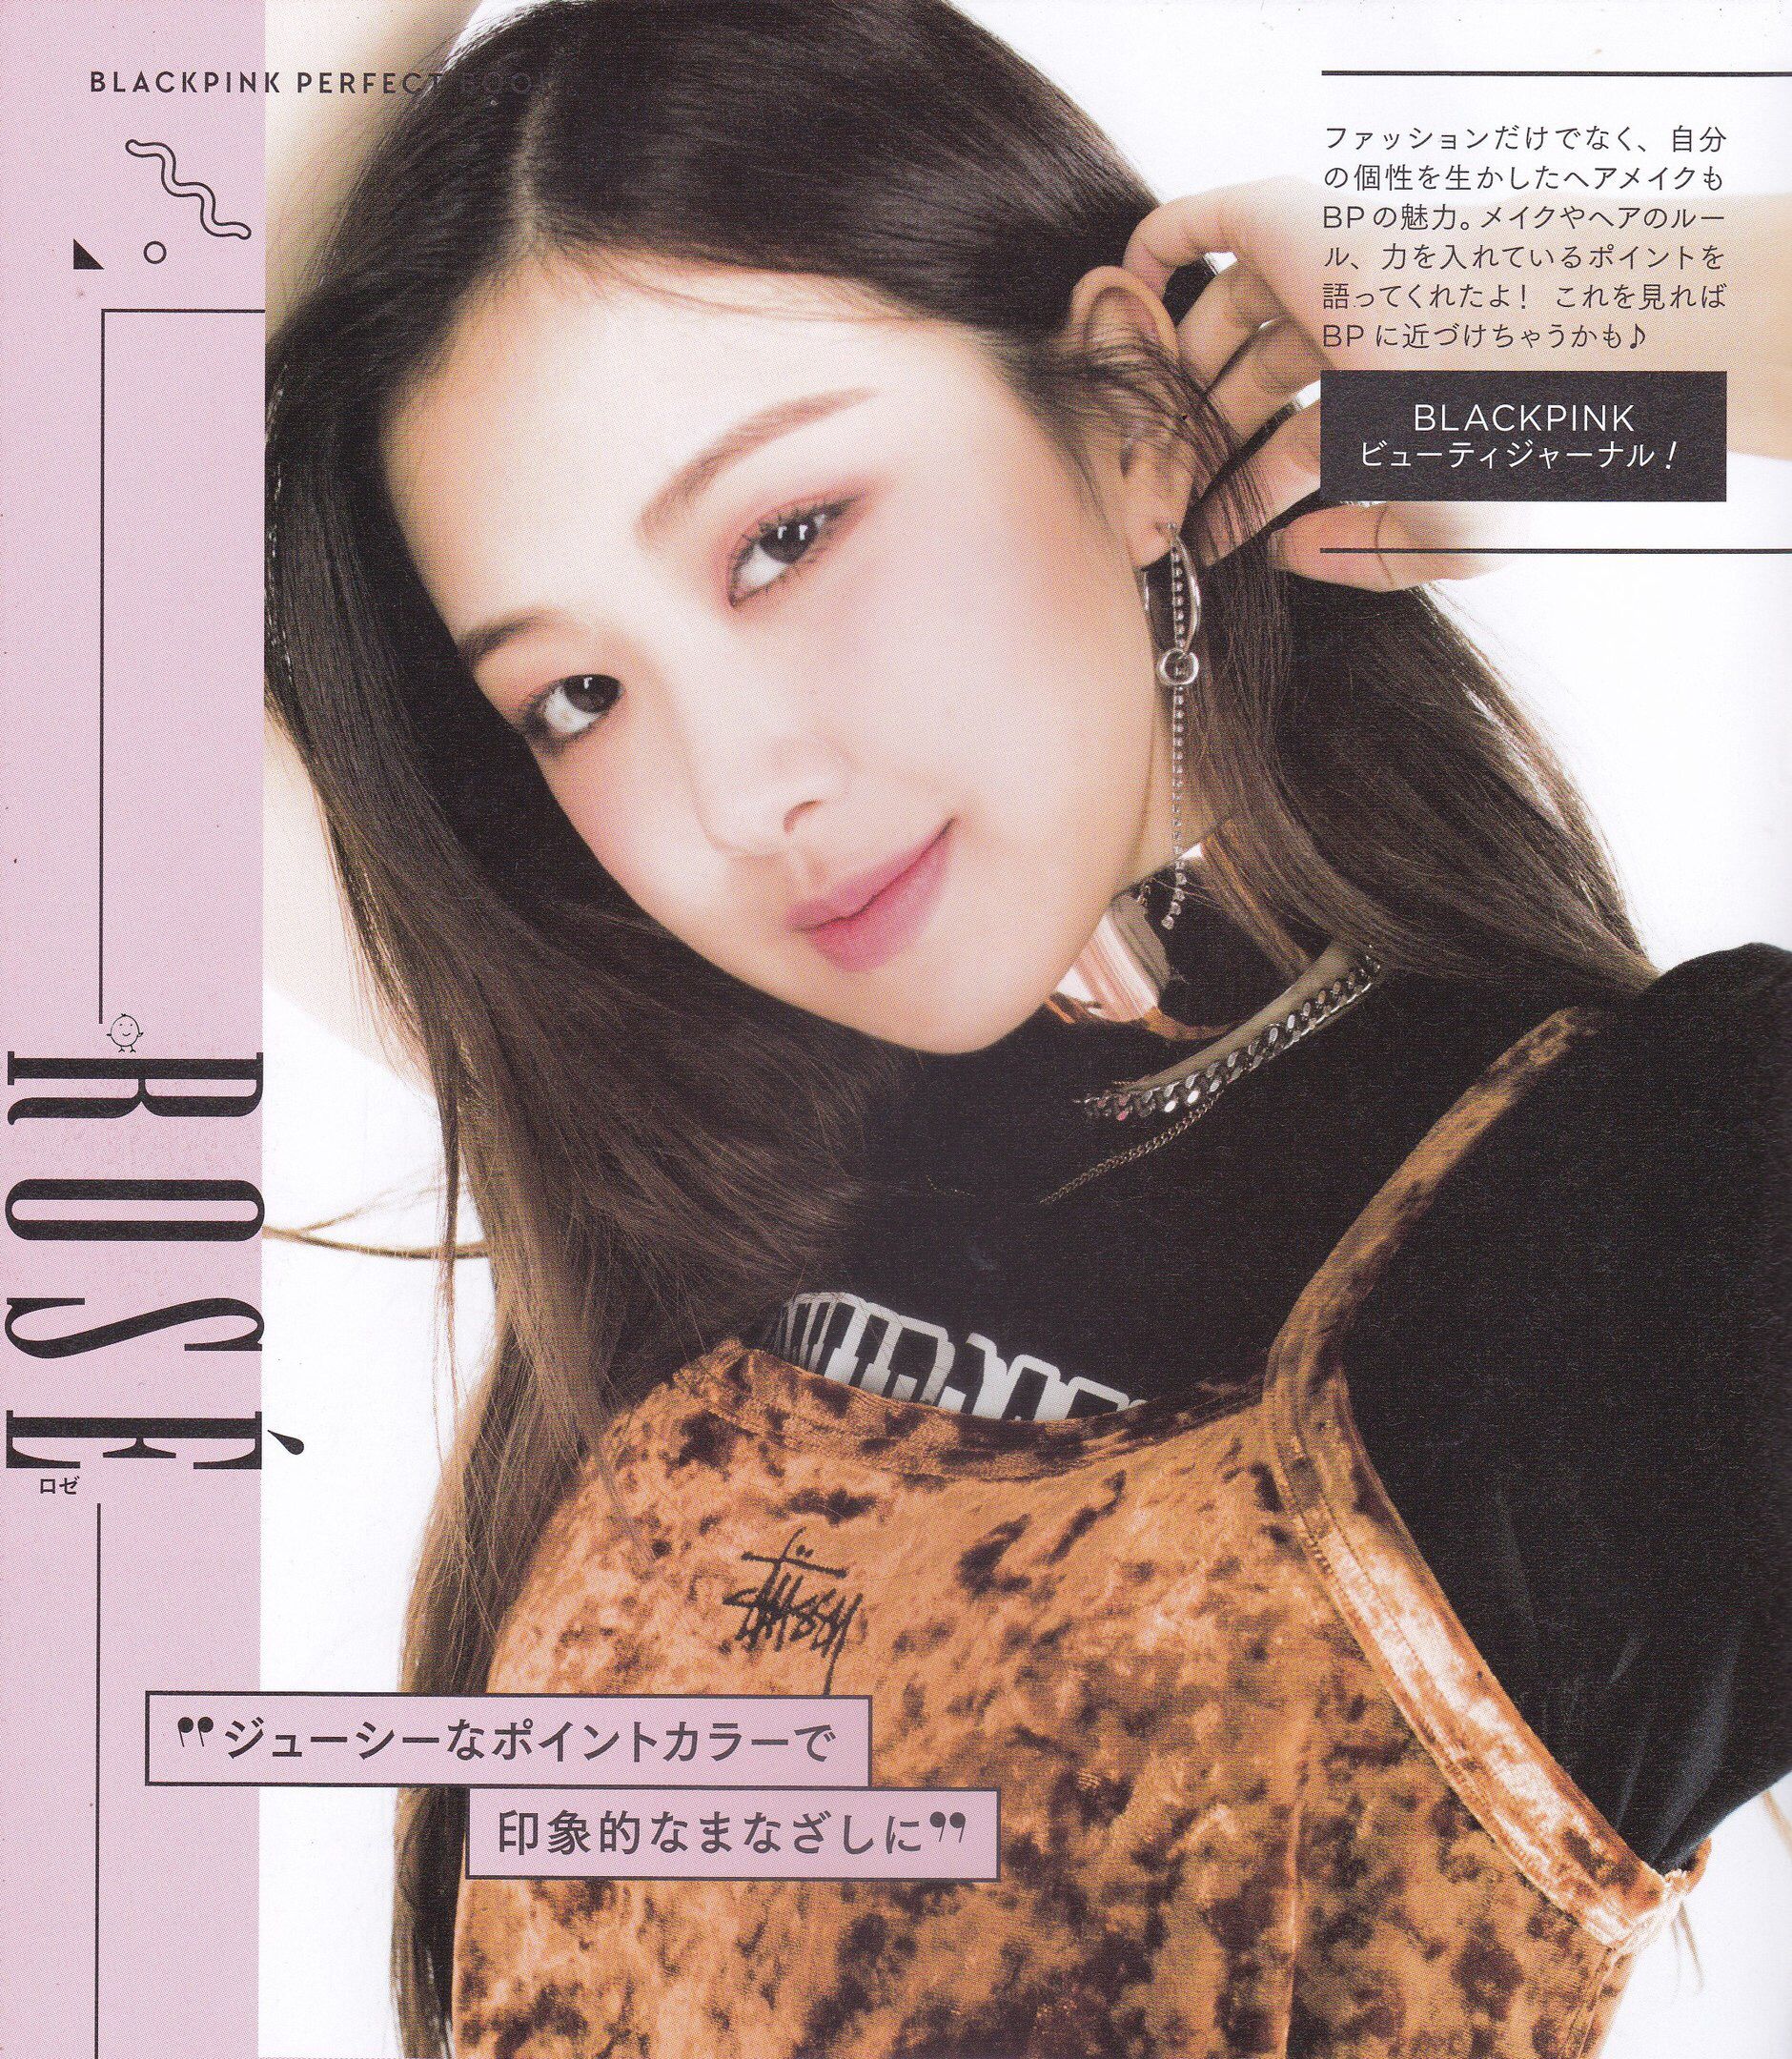 BLACKPINK PERFECT BOOK
ファッションだけでなく、自分
の個性を生かしたヘアメイクも
BPの魅力。メイクやヘアのルー
ル、力を入れているポイントを
語ってくれたよ! これを見れば
BPに近づけちゃうかも♪
BLACKPINK
ビューティジャーナル!
ROSÉ
ロゼ
stüssy
"ジューシーなポイントカラーで
印象的なまなざしに"